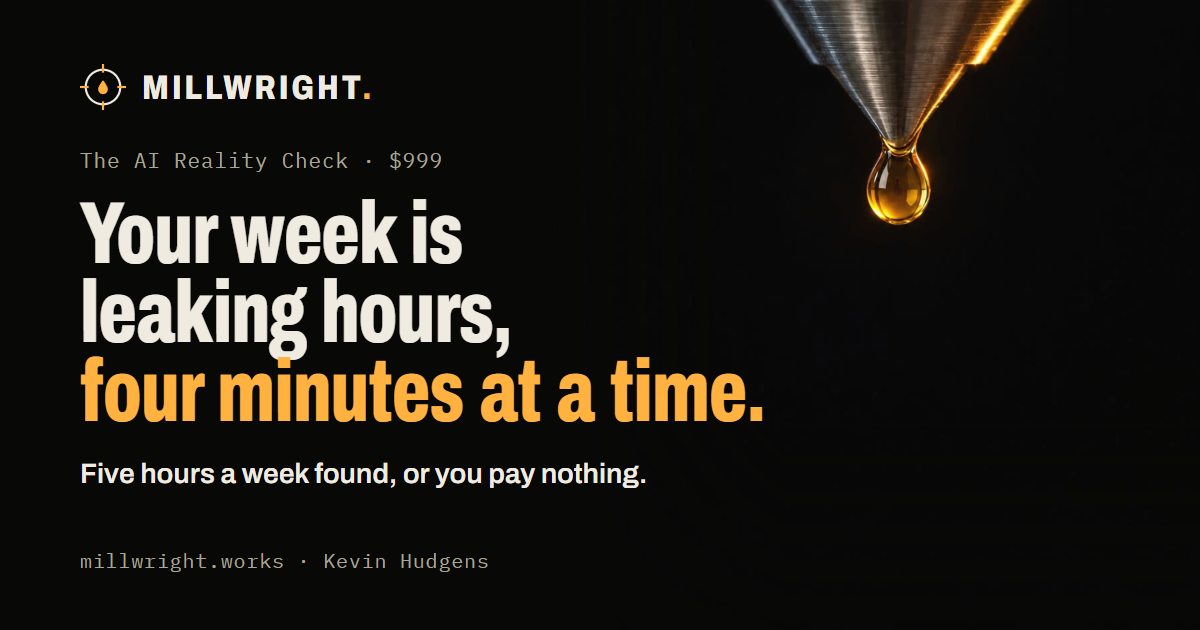 MILLWRIGHT.
The AI Reality Check · $999
Your week is
leaking hours,
four minutes at a time.
Five hours a week found, or you pay nothing.
millwright.works · Kevin Hudgens